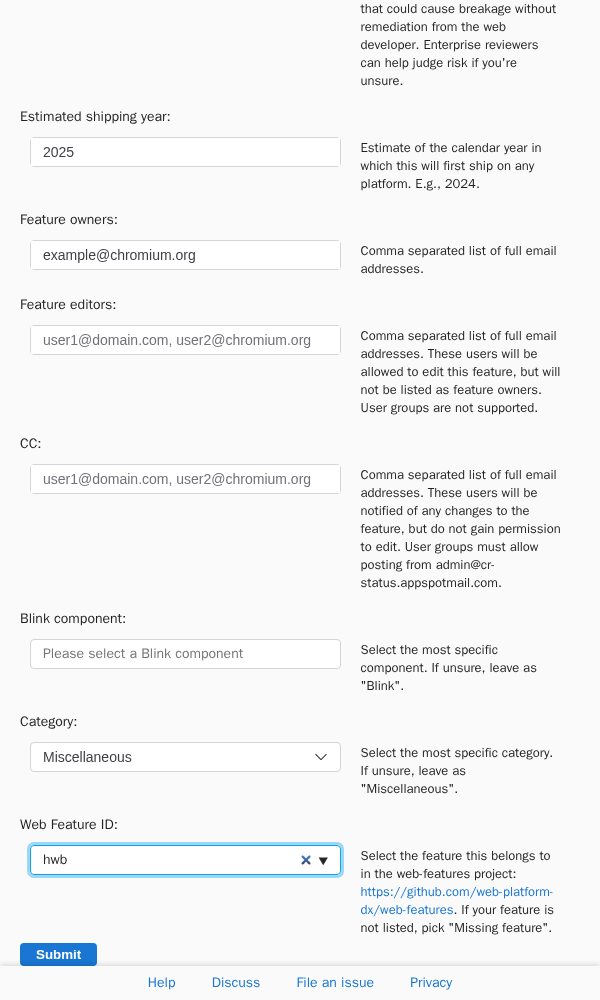 that could cause breakage without
remediation from the web
developer. Enterprise reviewers
can help judge risk if you're
unsure.
Estimated shipping year:
2025
Estimate of the calendar year in
which this will first ship on any
platform. E.g., 2024.
Feature owners:
example@chromium.org
Comma separated list of full email
addresses.
Feature editors:
user1@domain.com, user2@chromium.org
Comma separated list of full email
addresses. These users will be
allowed to edit this feature, but will
not be listed as feature owners.
User groups are not supported.
CC:
user1@domain.com, user2@chromium.org
Comma separated list of full email
addresses. These users will be
notified of any changes to the
feature, but do not gain permission
to edit. User groups must allow
posting from admin@cr-
status.appspotmail.com.
Blink component:
Please select a Blink component
Select the most specific
component. If unsure, leave as
"Blink".
Category:
Miscellaneous
Select the most specific category.
If unsure, leave as
"Miscellaneous".
Web Feature ID:
hwb
Select the feature this belongs to
in the web-features project:
https://github.com/web-platform-
dx/web-features. If your feature is
not listed, pick "Missing feature".
Submit
Help Discuss File an issue Privacy